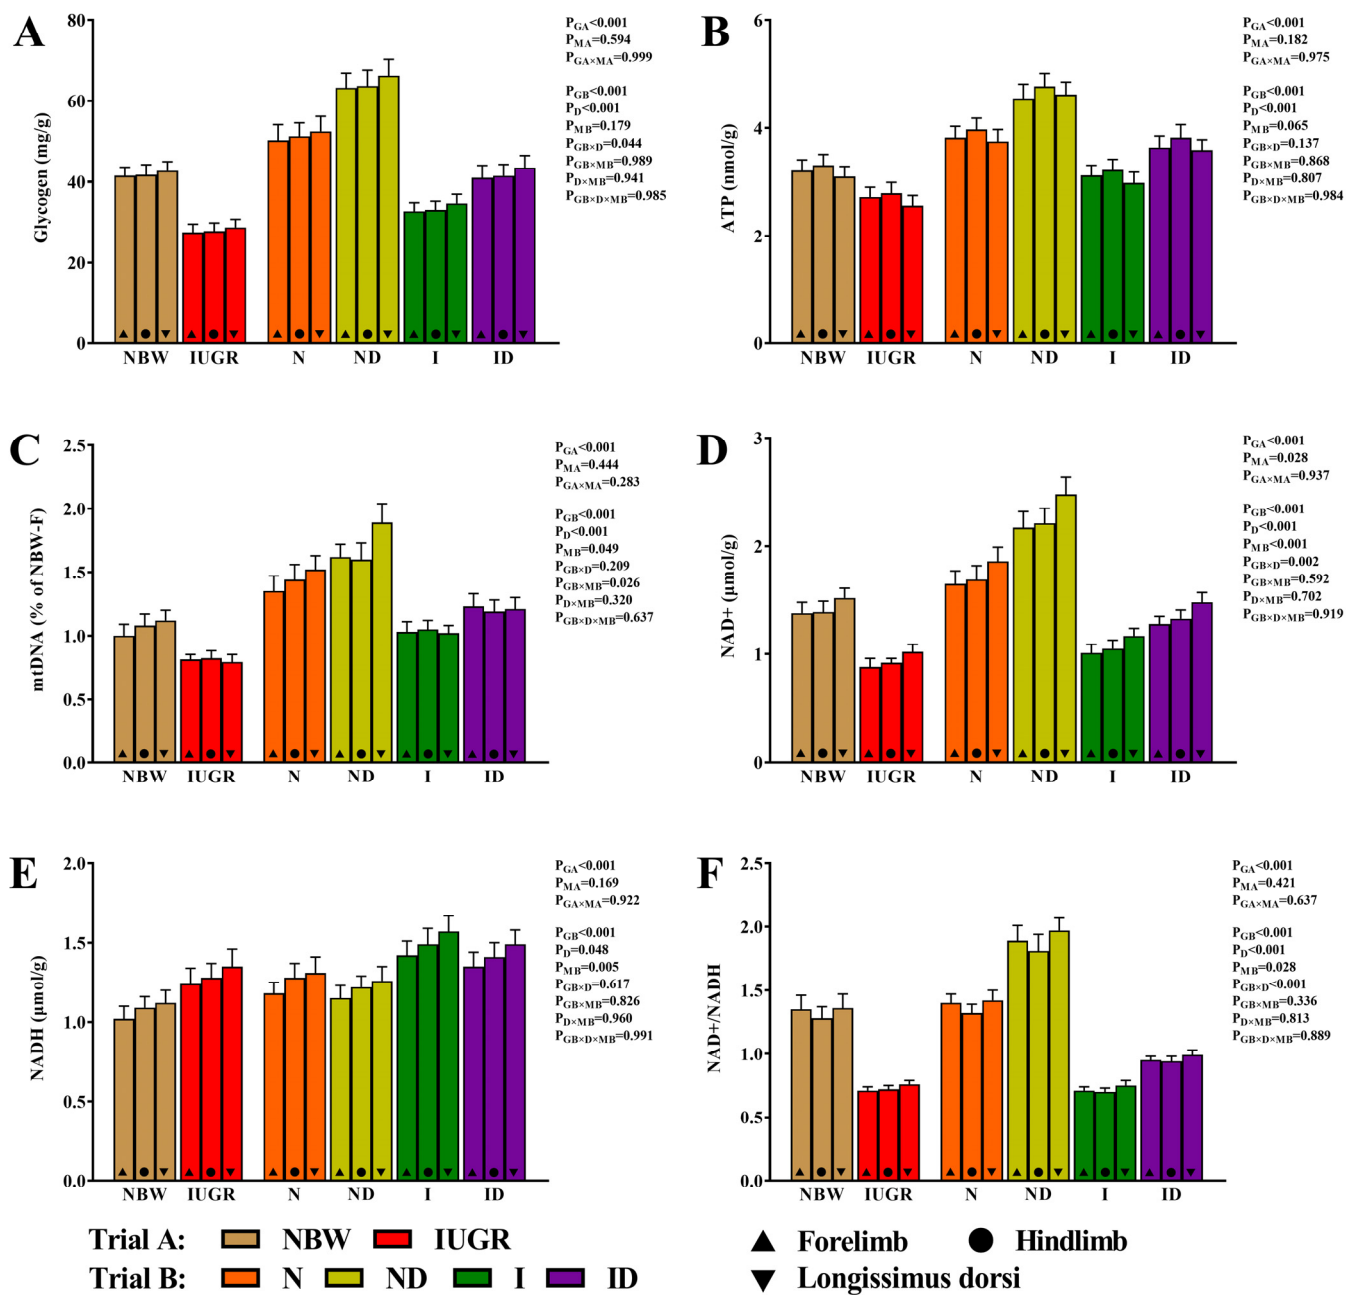 A
Glycogen (mg/g)
80
60
40
20
0
NBW IUGR N ND I ID
PGA<0.001
PMA=0.594
PGA×MA=0.999
PGB<0.001
PD<0.001
PMB=0.179
PGB×D=0.044
PGB×MB=0.989
PD×MB=0.941
PGB×D×MB=0.985
B
ATP (nmol/g)
6
4
2
0
NBW IUGR N ND I ID
PGA<0.001
PMA=0.182
PGA×MA=0.975
PGB<0.001
PD<0.001
PMB=0.065
PGB×D=0.137
PGB×MB=0.868
PD×MB=0.807
PGB×D×MB=0.984
C
mtDNA (% of NBW-F)
2.5
2.0
1.5
1.0
0.5
0.0
NBW IUGR N ND I ID
PGA<0.001
PMA=0.444
PGA×MA=0.283
PGB<0.001
PD<0.001
PMB=0.049
PGB×D=0.209
PGB×MB=0.026
PD×MB=0.320
PGB×D×MB=0.637
D
NAD+ (μmol/g)
3
2
1
0
NBW IUGR N ND I ID
PGA<0.001
PMA=0.028
PGA×MA=0.937
PGB<0.001
PD<0.001
PMB<0.001
PGB×D=0.002
PGB×MB=0.592
PD×MB=0.702
PGB×D×MB=0.919
E
NADH (μmol/g)
2.0
1.5
1.0
0.5
0.0
NBW IUGR N ND I ID
PGA<0.001
PMA=0.169
PGA×MA=0.922
PGB<0.001
PD=0.048
PMB=0.005
PGB×D=0.617
PGB×MB=0.826
PD×MB=0.960
PGB×D×MB=0.991
F
NAD+/NADH
2.5
2.0
1.5
1.0
0.5
0.0
NBW IUGR N ND I ID
PGA<0.001
PMA=0.421
PGA×MA=0.637
PGB<0.001
PD<0.001
PMB=0.028
PGB×D<0.001
PGB×MB=0.336
PD×MB=0.813
PGB×D×MB=0.889
Trial A: NBW IUGR
Trial B: N ND I ID
Forelimb Hindlimb
Longissimus dorsi